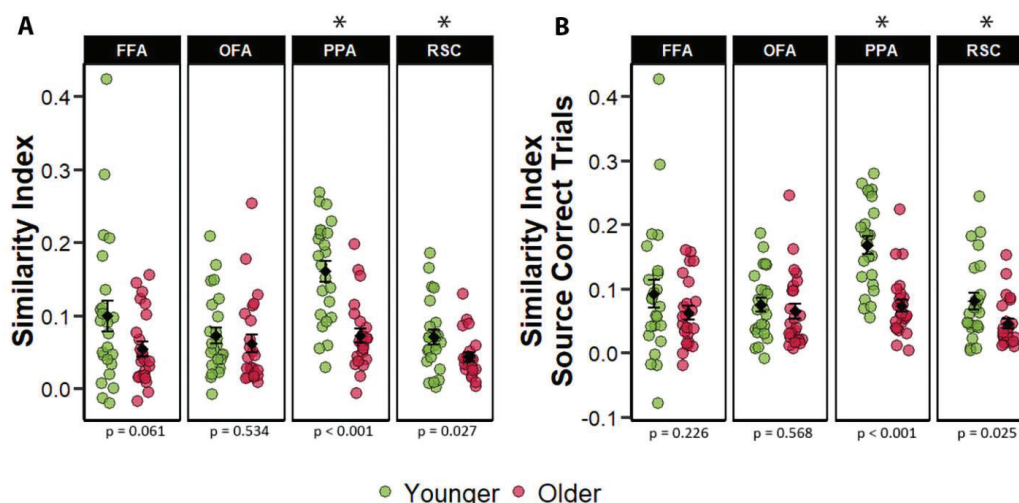 A
*
*
FFA
OFA
PPA
RSC
Similarity Index
0.4
0.3
0.2
0.1
0.0
p = 0.061
p = 0.534
p < 0.001
p = 0.027
B
*
*
FFA
OFA
PPA
RSC
Similarity Index
Source Correct Trials
0.4
0.3
0.2
0.1
0.0
-0.1
p = 0.226
p = 0.568
p < 0.001
p = 0.025
Younger
Older